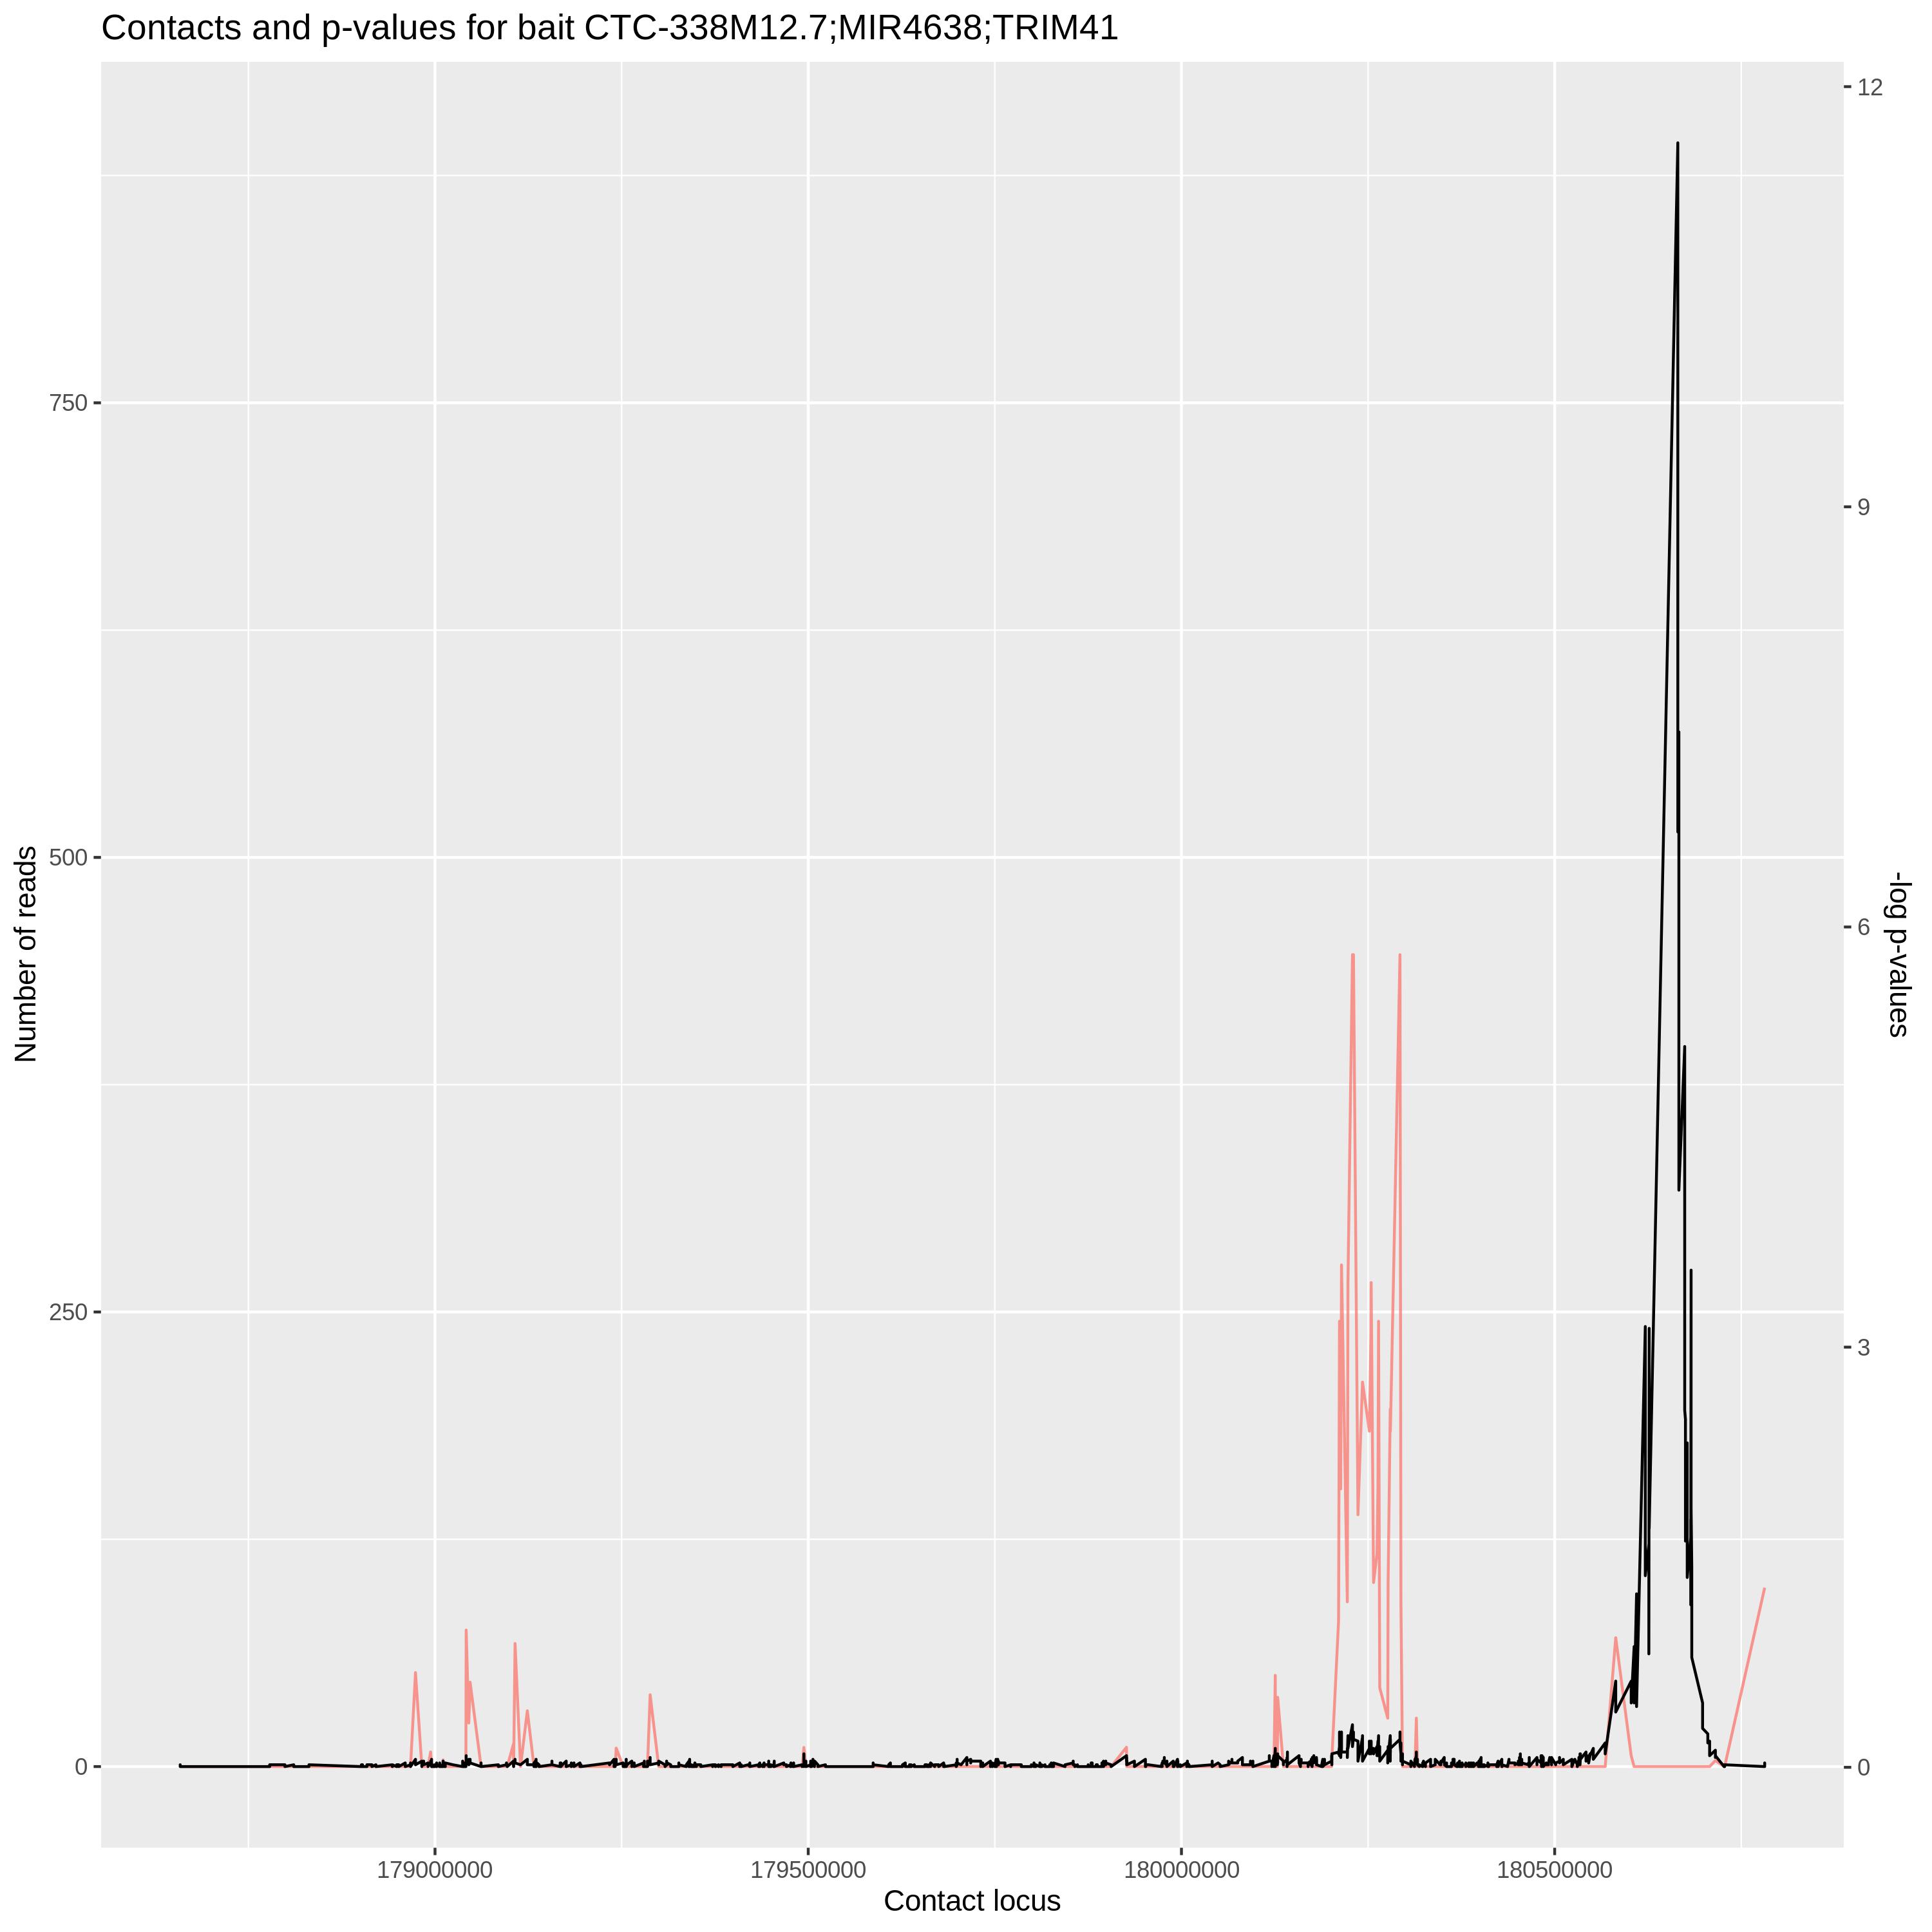 Contacts and p-values for bait CTC-338M12.7;MIR4638;TRIM41
12
750
9
500
6
Number of reads
-log p-values
250
3
0
0
179000000 179500000 180000000 180500000
Contact locus